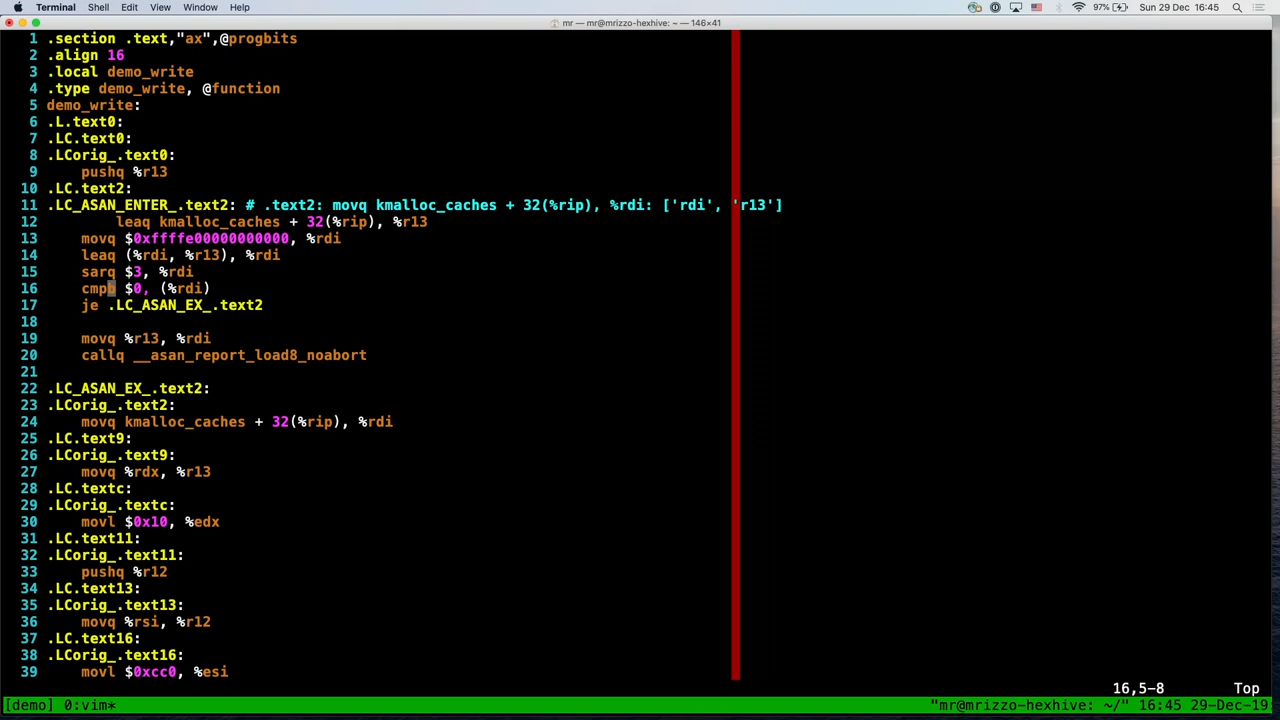 Terminal Shell Edit View Window Help 97% Sun 29 Dec 16:45
mr — mr@mrizzo-hexhive: ~ — 146×41
1 .section .text,"ax",@progbits
2 .align 16
3 .local demo_write
4 .type demo_write, @function
5 demo_write:
6 .L.text0:
7 .LC.text0:
8 .LCorig_.text0:
9 pushq %r13
10 .LC.text2:
11 .LC_ASAN_ENTER_.text2: # .text2: movq kmalloc_caches + 32(%rip), %rdi: ['rdi', 'r13']
12 leaq kmalloc_caches + 32(%rip), %r13
13 movq $0xffffe00000000000, %rdi
14 leaq (%rdi, %r13), %rdi
15 sarq $3, %rdi
16 cmpb $0, (%rdi)
17 je .LC_ASAN_EX_.text2
18
19 movq %r13, %rdi
20 callq __asan_report_load8_noabort
21
22 .LC_ASAN_EX_.text2:
23 .LCorig_.text2:
24 movq kmalloc_caches + 32(%rip), %rdi
25 .LC.text9:
26 .LCorig_.text9:
27 movq %rdx, %r13
28 .LC.textc:
29 .LCorig_.textc:
30 movl $0x10, %edx
31 .LC.text11:
32 .LCorig_.text11:
33 pushq %r12
34 .LC.text13:
35 .LCorig_.text13:
36 movq %rsi, %r12
37 .LC.text16:
38 .LCorig_.text16:
39 movl $0xcc0, %esi
16,5-8 Top
[demo] 0:vim* "mr@mrizzo-hexhive: ~/" 16:45 29-Dec-19